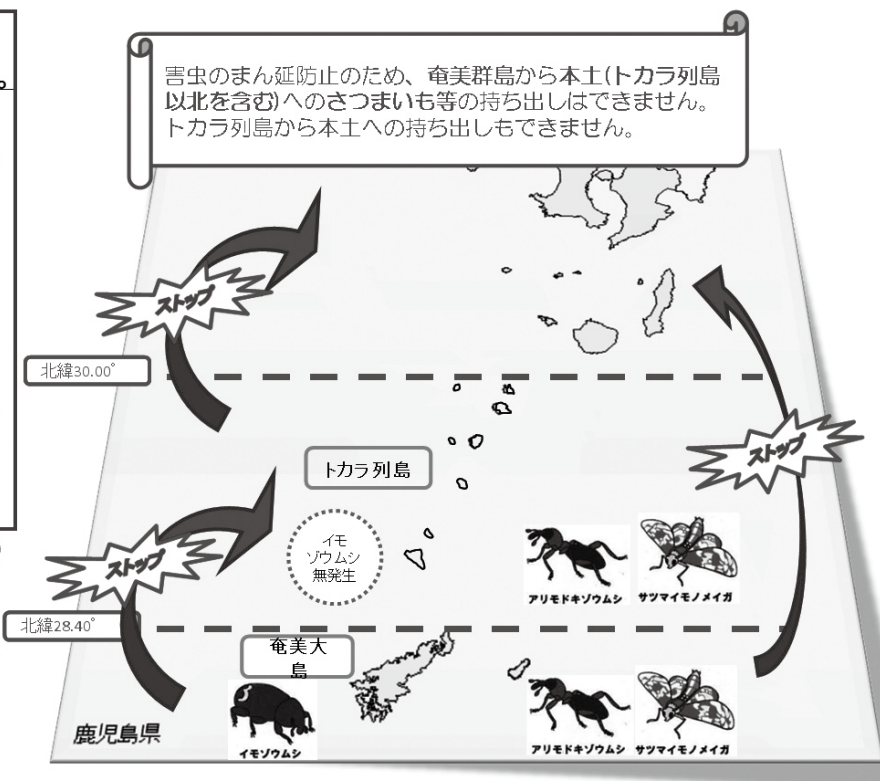 害虫のまん延防止のため、奄美群島から本土(トカラ列島
以北を含む)へのさつまいも等の持ち出しはできません。
トカラ列島から本土への持ち出しもできません。
ストップ
北緯30.00°
ストップ
トカラ列島
イモ
ゾウムシ
無発生
ストップ
アリモドキゾウムシ
サツマイモノメイガ
北緯28.40°
奄美大
島
鹿児島県
イモゾウムシ
アリモドキゾウムシ
サツマイモノメイガ